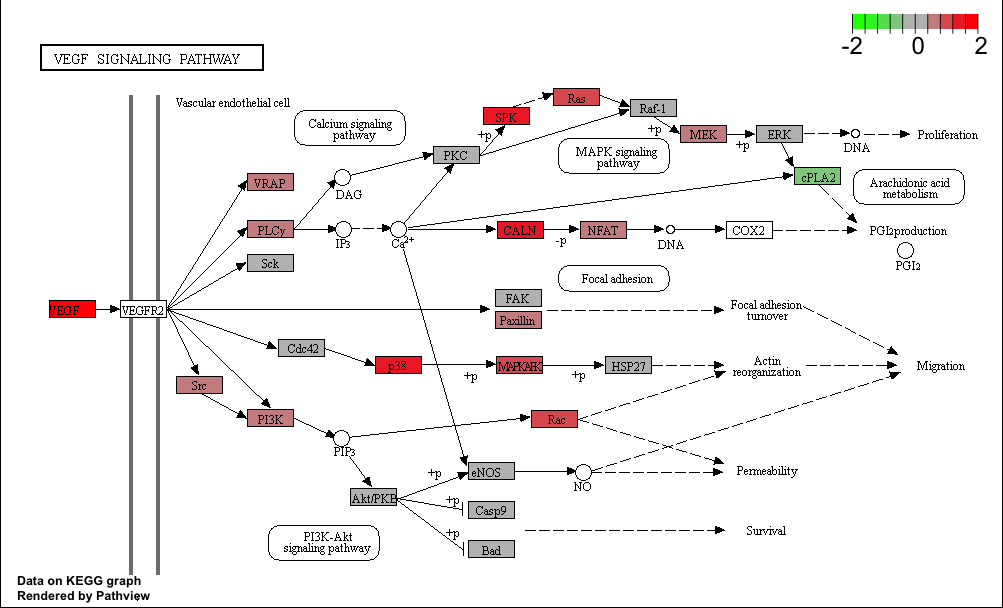 -2 0 2
VEGF SIGNALING PATHWAY
Vascular endothelial cell
Calcium signaling
pathway
SPK
Ras
Raf-1
+p
+p
MEK
+p
ERK
DNA
Proliferation
PKC
MAPK signaling
pathway
VRAP
DAG
cPLA2
Arachidonic acid
metabolism
PLCγ
IP3
Ca2+
CALN
-p
NFAT
DNA
COX2
PGI2production
PGI2
Sck
Focal adhesion
VEGF
VEGFR2
FAK
Paxillin
Focal adhesion
turnover
Cdc42
p38
+p
MAPKAPK
+p
HSP27
Actin
reorganization
Migration
Src
PI3K
Rac
PIP3
+p
eNOS
NO
Permeability
Akt/PKB
+p
Casp9
+p
Bad
Survival
PI3K-Akt
signaling pathway
Data on KEGG graph
Rendered by Pathview